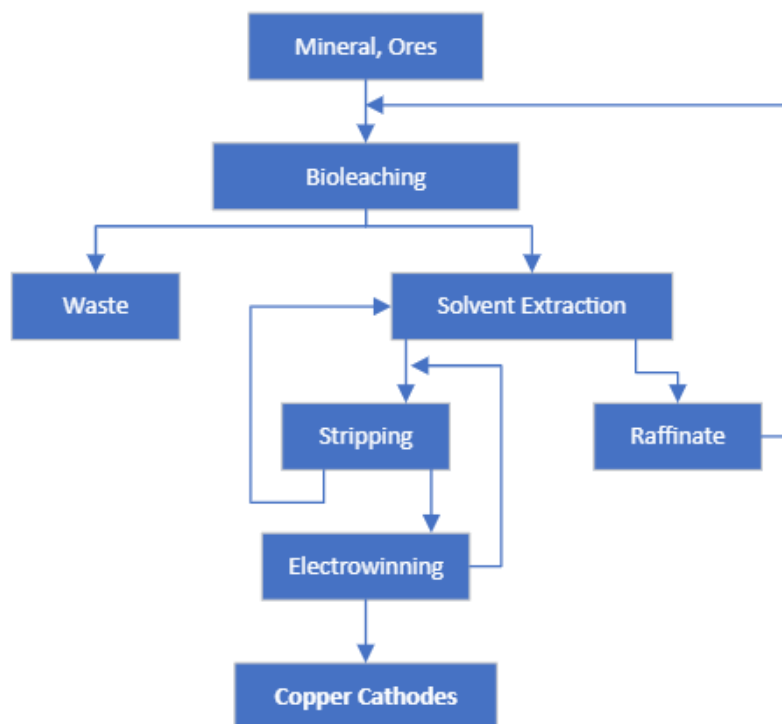 Mineral, Ores
Bioleaching
Waste
Solvent Extraction
Stripping
Raffinate
Electrowinning
Copper Cathodes